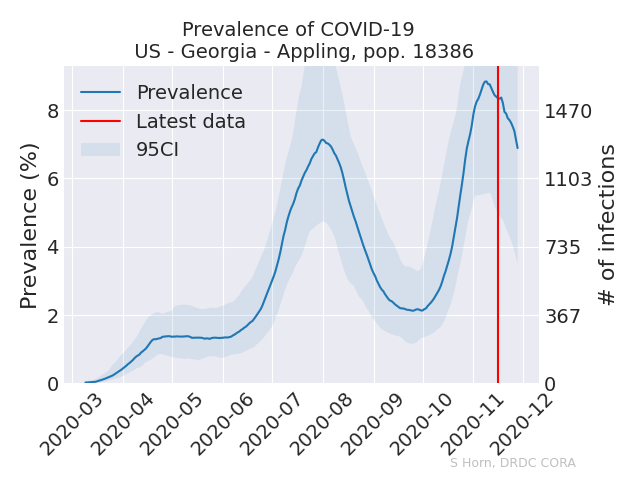 Prevalence of COVID-19
US - Georgia - Appling, pop. 18386
Prevalence
Latest data
95CI
Prevalence (%)
8
6
4
2
0
1470
1103
735
367
0
# of infections
2020-03
2020-04
2020-05
2020-06
2020-07
2020-08
2020-09
2020-10
2020-11
2020-12
S Horn, DRDC CORA